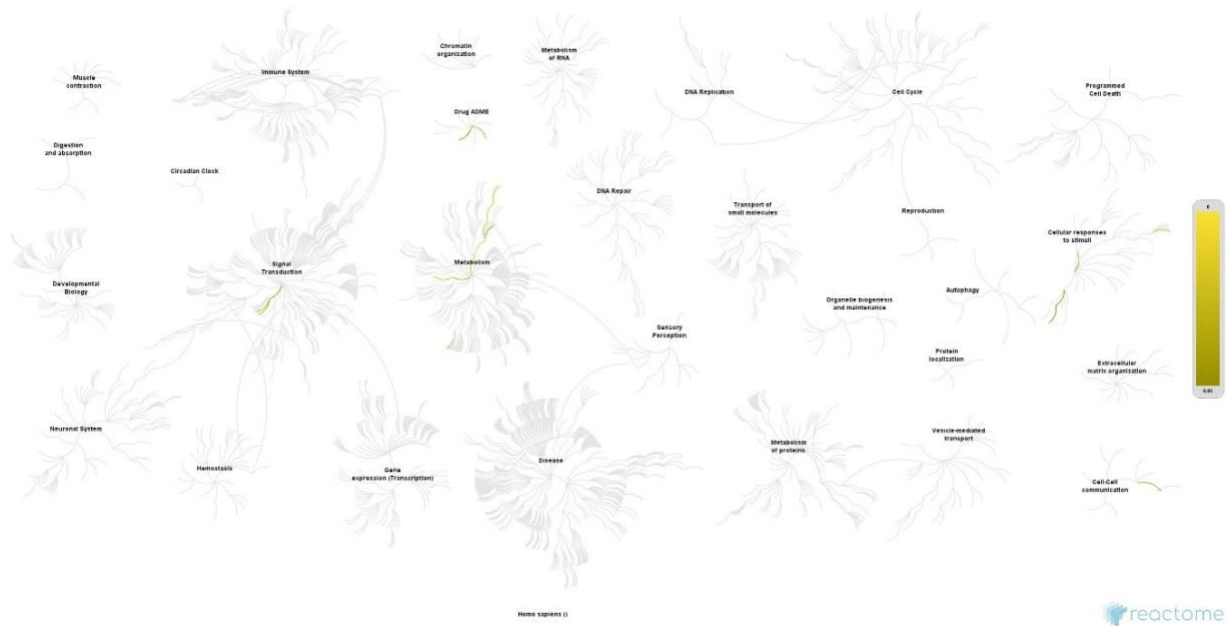 Chromatin
organization
Metabolism
of RNA
Immune System
Muscle
contraction
DNA Replication
Cell Cycle
Programmed
Cell Death
Drug ADME
Digestion
and absorption
Circadian Clock
DNA Repair
Transport of
small molecules
Reproduction
Cellular responses
to stimuli
Signal
Transduction
Metabolism
Developmental
Biology
Autophagy
Organelle biogenesis
and maintenance
Sensory
Perception
Protein
localization
Extracellular
matrix organization
0
0.05
Neuronal System
Hemostasis
Gene
expression (Transcription)
Disease
Metabolism
of proteins
Vesicle-mediated
transport
Cell-Cell
communication
Homo sapiens ()
reactome